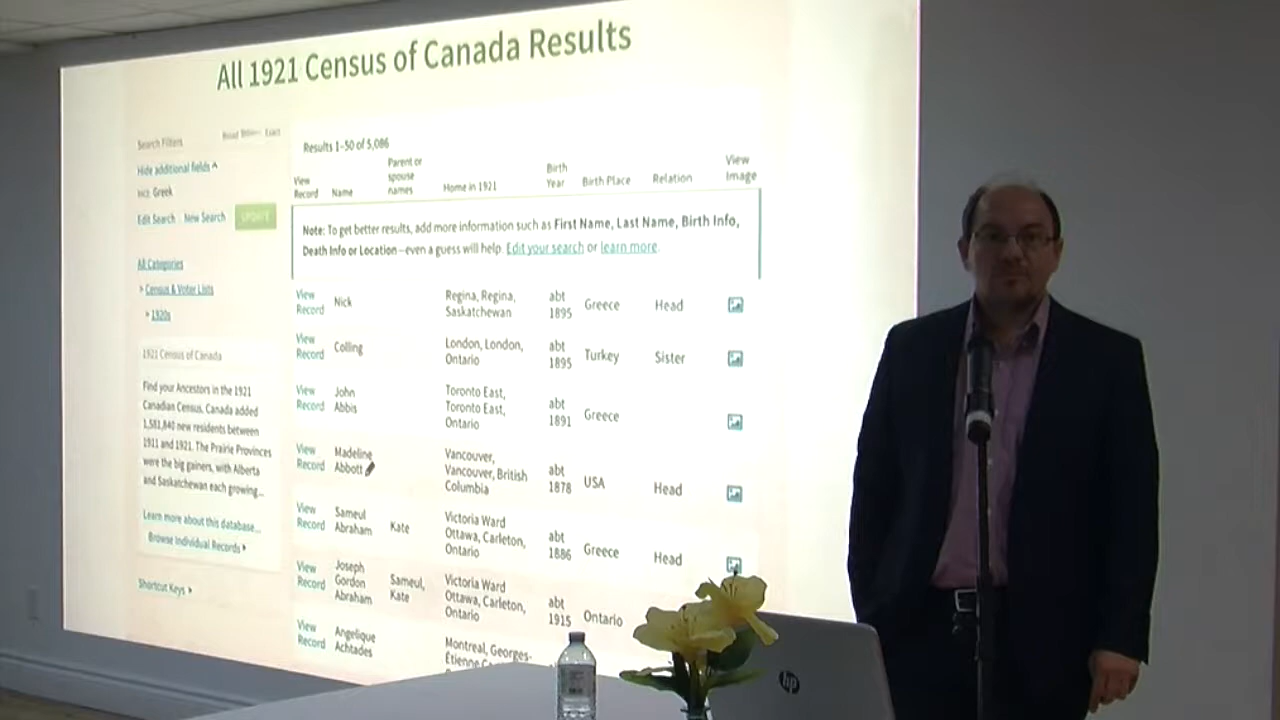 All 1921 Census of Canada Results
Search Filters
Broad
Exact
Hide additional fields ^
Greek
Edit Search New Search UPDATE
All Categories
> Census & Voter Lists
> 1920s
1921 Census of Canada
Find your Ancestors in the 1921
Canadian Census. Canada added
1,581,840 new residents between
1911 and 1921. The Prairie Provinces
were the big gainers, with Alberta
and Saskatchewan each growing...
Learn more about this database...
Browse Individual Records
Shortcut Keys
Results 1-50 of 5,086
View Record Name Parent or spouse names Home in 1921 Birth Year Birth Place Relation View Image
Note: To get better results, add more information such as First Name, Last Name, Birth Info,
Death Info or Location—even a guess will help. Edit your search or learn more.
View Record Nick Regina, Regina, Saskatchewan abt 1895 Greece Head
View Record Colling London, London, Ontario abt 1895 Turkey Sister
View Record John Abbis Toronto East, Toronto East, Ontario abt 1891 Greece
View Record Madeline Abbott Vancouver, Vancouver, British Columbia abt 1878 USA Head
View Record Sameul Abraham Kate Victoria Ward Ottawa, Carleton, Ontario abt 1886 Greece Head
View Record Joseph Gordon Abraham Sameul, Kate Victoria Ward Ottawa, Carleton, Ontario abt 1915 Ontario
View Record Angelique Achtades Montreal, Georges-Étienne
hp